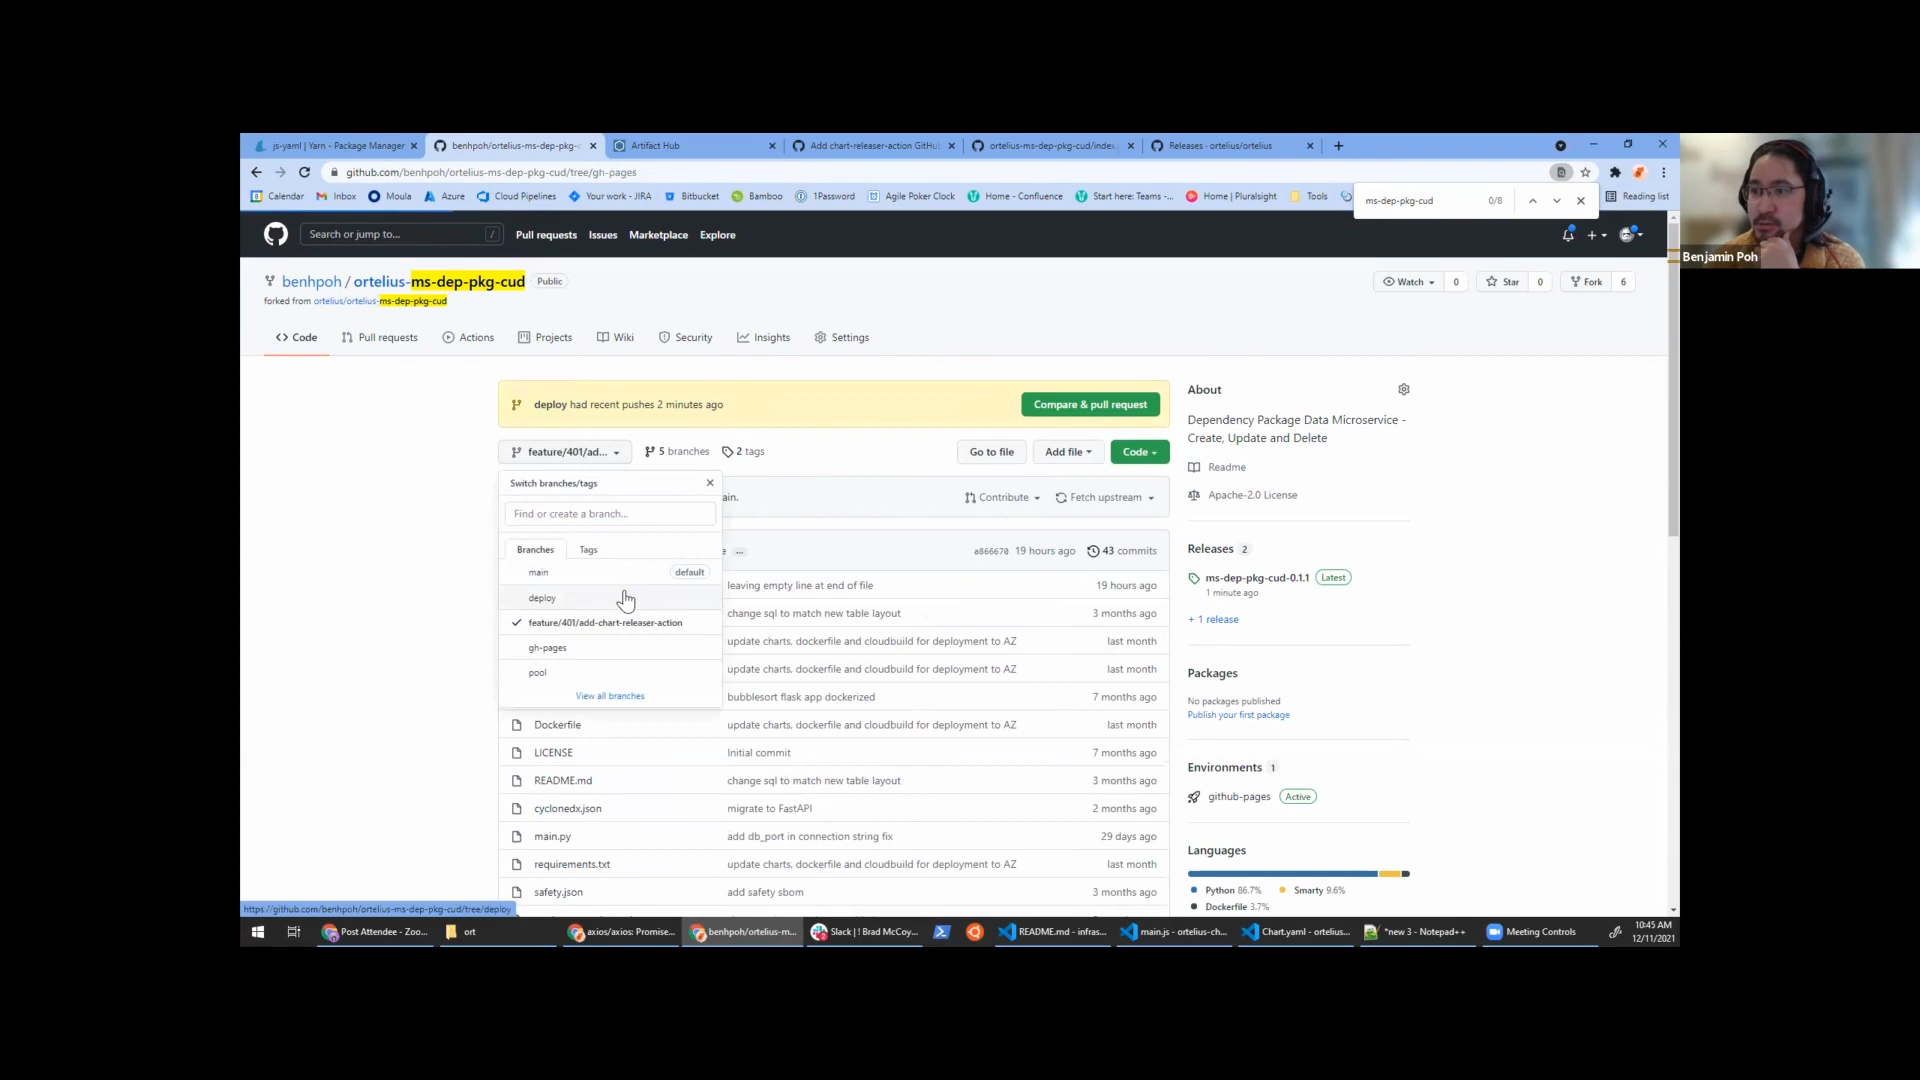 js-yaml | Yarn - Package Manager
benhpoh/ortelius-ms-dep-pkg-c
Artifact Hub
Add chart-releaser-action GitHub
ortelius-ms-dep-pkg-cud/index
Releases · ortelius/ortelius
github.com/benhpoh/ortelius-ms-dep-pkg-cud/tree/gh-pages
Calendar
Inbox
Moula
Azure
Cloud Pipelines
Your work - JIRA
Bitbucket
Bamboo
1Password
Agile Poker Clock
Home - Confluence
Start here: Teams -...
Home | Pluralsight
Tools
ms-dep-pkg-cud
0/8
Reading list
Search or jump to...
/
Pull requests
Issues
Marketplace
Explore
Benjamin Poh
benhpoh / ortelius-ms-dep-pkg-cud
Public
forked from ortelius/ortelius-ms-dep-pkg-cud
Watch
0
Star
0
Fork
6
Code
Pull requests
Actions
Projects
Wiki
Security
Insights
Settings
deploy had recent pushes 2 minutes ago
Compare & pull request
feature/401/ad...
5 branches
2 tags
Go to file
Add file
Code
Switch branches/tags
Find or create a branch...
Branches
Tags
main
default
deploy
feature/401/add-chart-releaser-action
gh-pages
pool
View all branches
ain.
Contribute
Fetch upstream
e
...
a866670
19 hours ago
43 commits
leaving empty line at end of file
19 hours ago
change sql to match new table layout
3 months ago
update charts, dockerfile and cloudbuild for deployment to AZ
last month
update charts, dockerfile and cloudbuild for deployment to AZ
last month
bubblesort flask app dockerized
7 months ago
Dockerfile
update charts, dockerfile and cloudbuild for deployment to AZ
last month
LICENSE
Initial commit
7 months ago
README.md
change sql to match new table layout
3 months ago
cyclonedx.json
migrate to FastAPI
2 months ago
main.py
add db_port in connection string fix
29 days ago
requirements.txt
update charts, dockerfile and cloudbuild for deployment to AZ
last month
safety.json
add safety sbom
3 months ago
About
Dependency Package Data Microservice -
Create, Update and Delete
Readme
Apache-2.0 License
Releases 2
ms-dep-pkg-cud-0.1.1
Latest
1 minute ago
+ 1 release
Packages
No packages published
Publish your first package
Environments 1
github-pages
Active
Languages
Python 86.7%
Smarty 9.6%
Dockerfile 3.7%
https://github.com/benhpoh/ortelius-ms-dep-pkg-cud/tree/deploy
Post Attendee - Zoo...
ort
axios/axios: Promise...
benhpoh/ortelius-m...
Slack | ! Brad McCoy...
README.md - infras...
main.js - ortelius-ch...
Chart.yaml - ortelius...
*new 3 - Notepad++
Meeting Controls
10:45 AM
12/11/2021